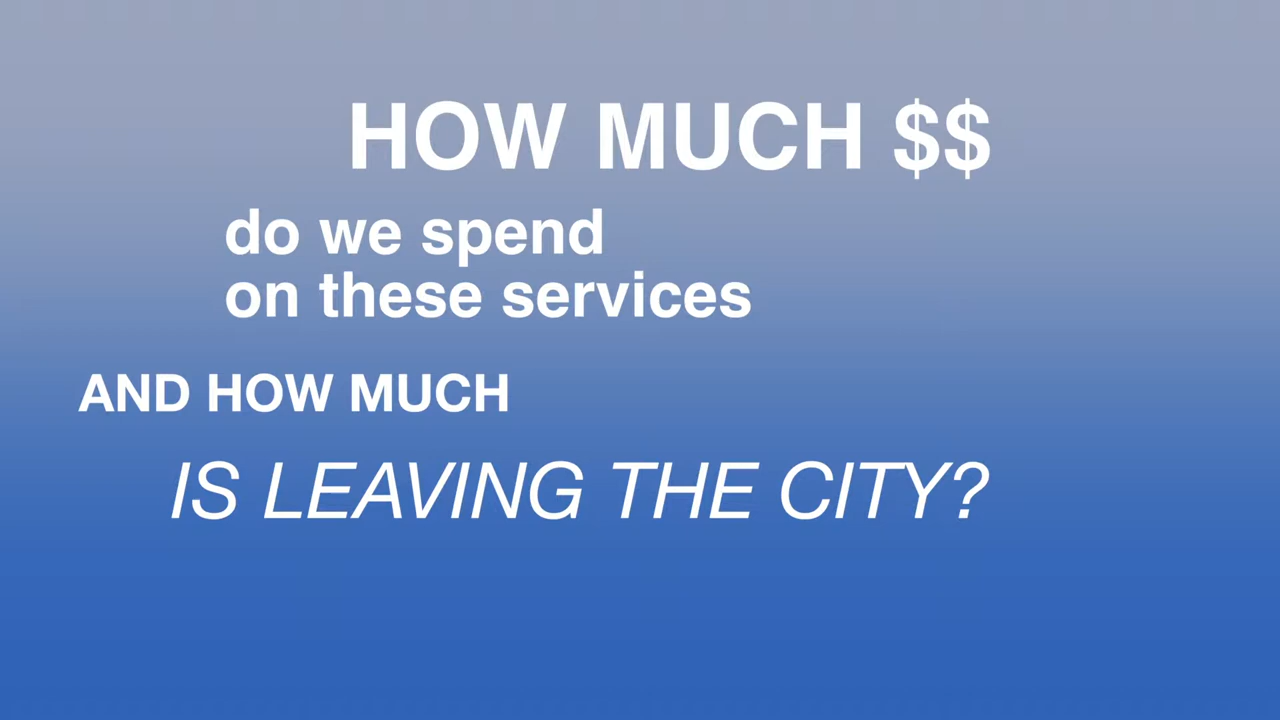 HOW MUCH $$
do we spend
on these services
AND HOW MUCH
IS LEAVING THE CITY?